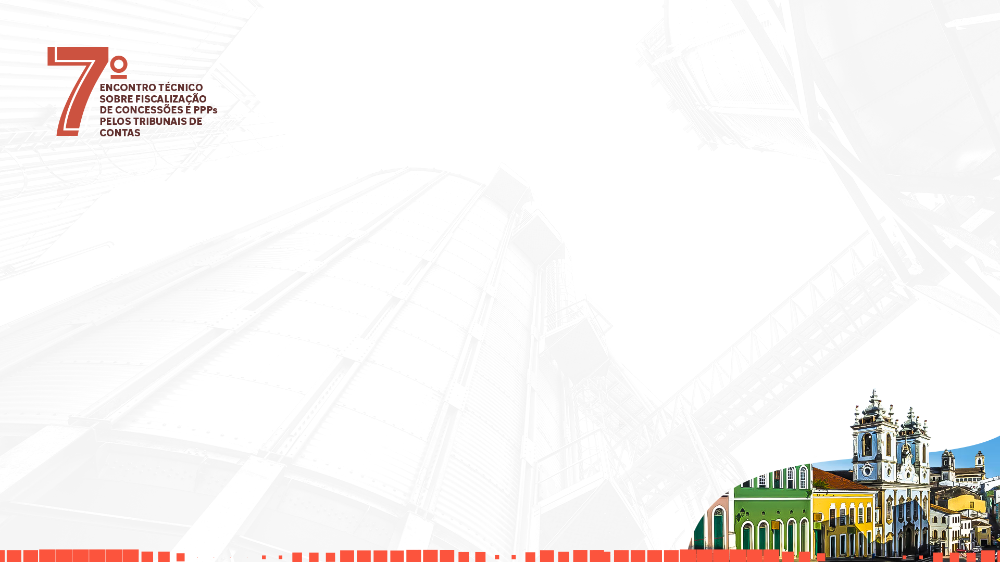 7º
ENCONTRO TÉCNICO
SOBRE FISCALIZAÇÃO
DE CONCESSÕES E PPPs
PELOS TRIBUNAIS DE
CONTAS